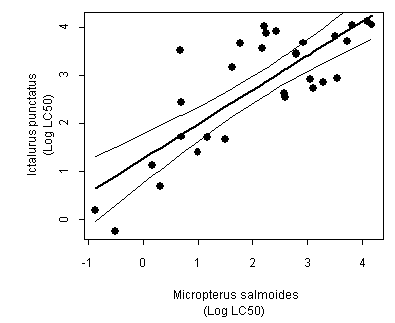 Ictalurus punctatus
(Log LC50)
4
3
2
1
0
-1 0 1 2 3 4
Micropterus salmoides
(Log LC50)